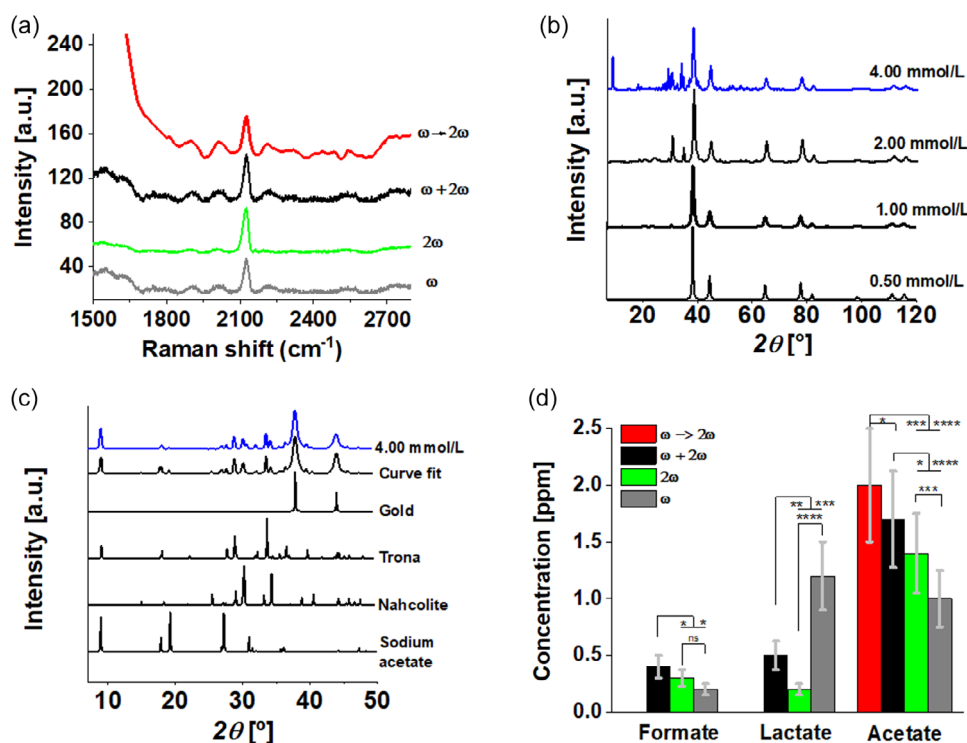 (a)
240
200
160
120
80
40
Intensity [a.u.]
ω→2ω
ω + 2ω
2ω
ω
1500
1800
2100
2400
2700
Raman shift (cm⁻¹)
(b)
Intensity [a.u.]
4.00 mmol/L
2.00 mmol/L
1.00 mmol/L
0.50 mmol/L
20
40
60
80
100
120
2θ [°]
(c)
Intensity [a.u.]
4.00 mmol/L
Curve fit
Gold
Trona
Nahcolite
Sodium
acetate
10
20
30
40
50
2θ [º]
(d)
Concentration [ppm]
2.5
2.0
1.5
1.0
0.5
0.0
ω -> 2ω
ω + 2ω
2ω
ω
* *
ns
** ***
****
*
*** ****
* ****
***
Formate
Lactate
Acetate